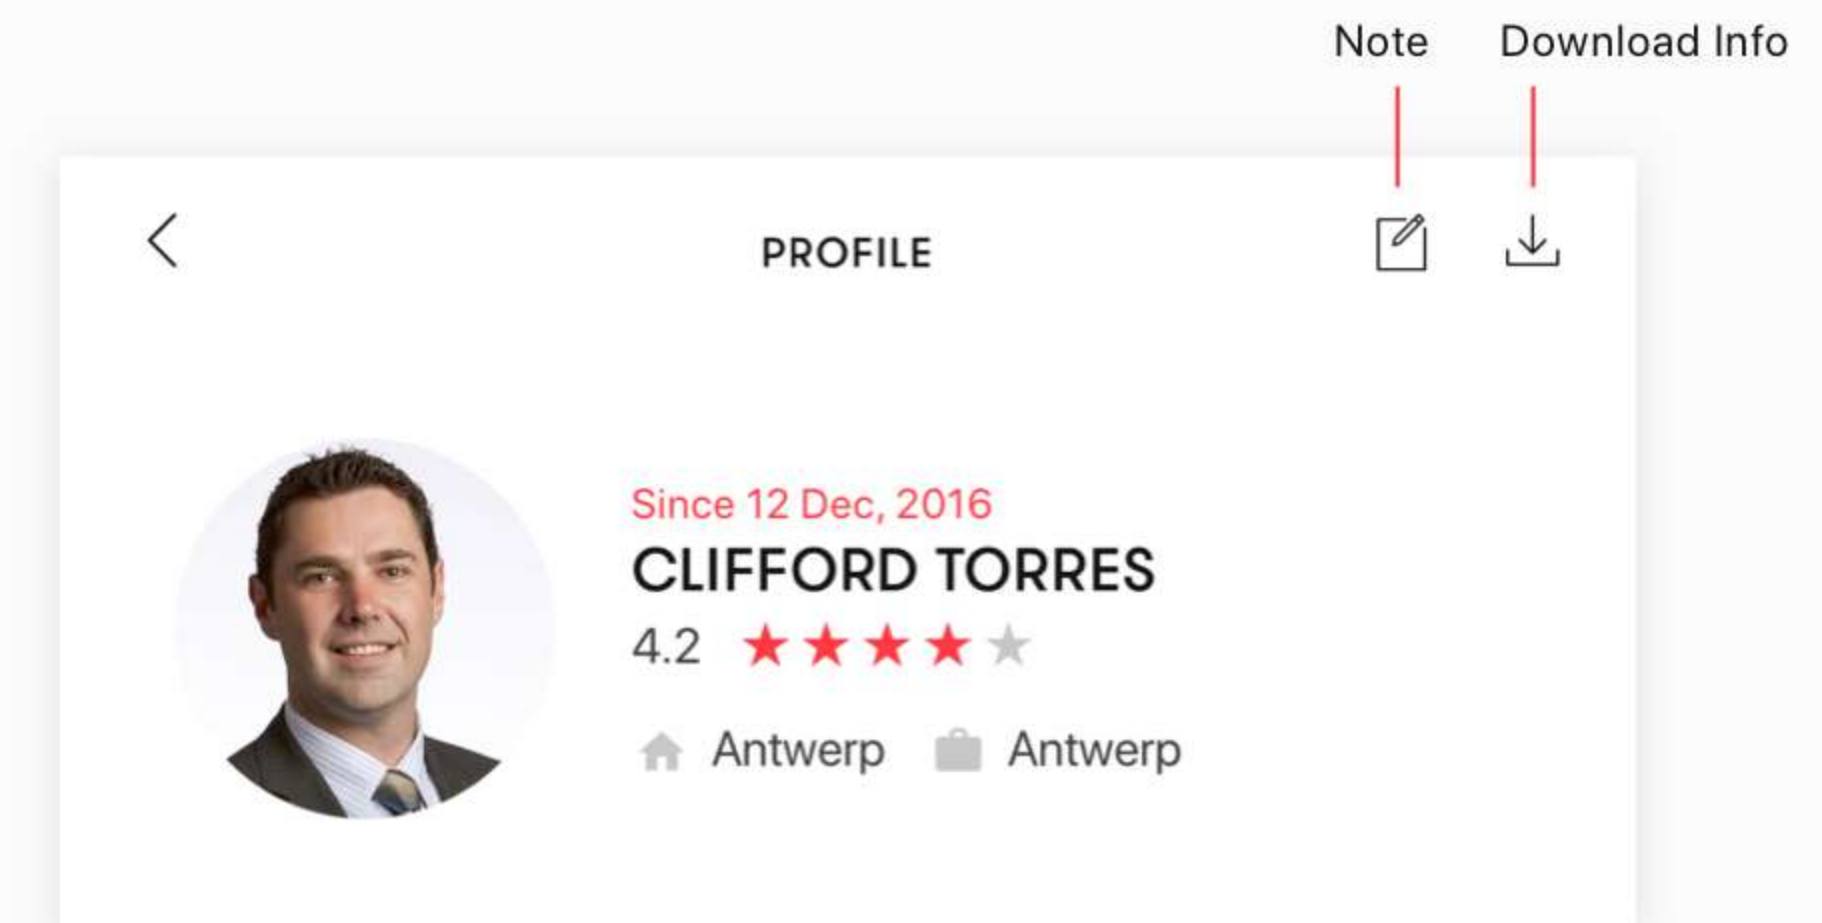 Note Download Info
PROFILE
Since 12 Dec, 2016
CLIFFORD TORRES
4.2
Antwerp Antwerp